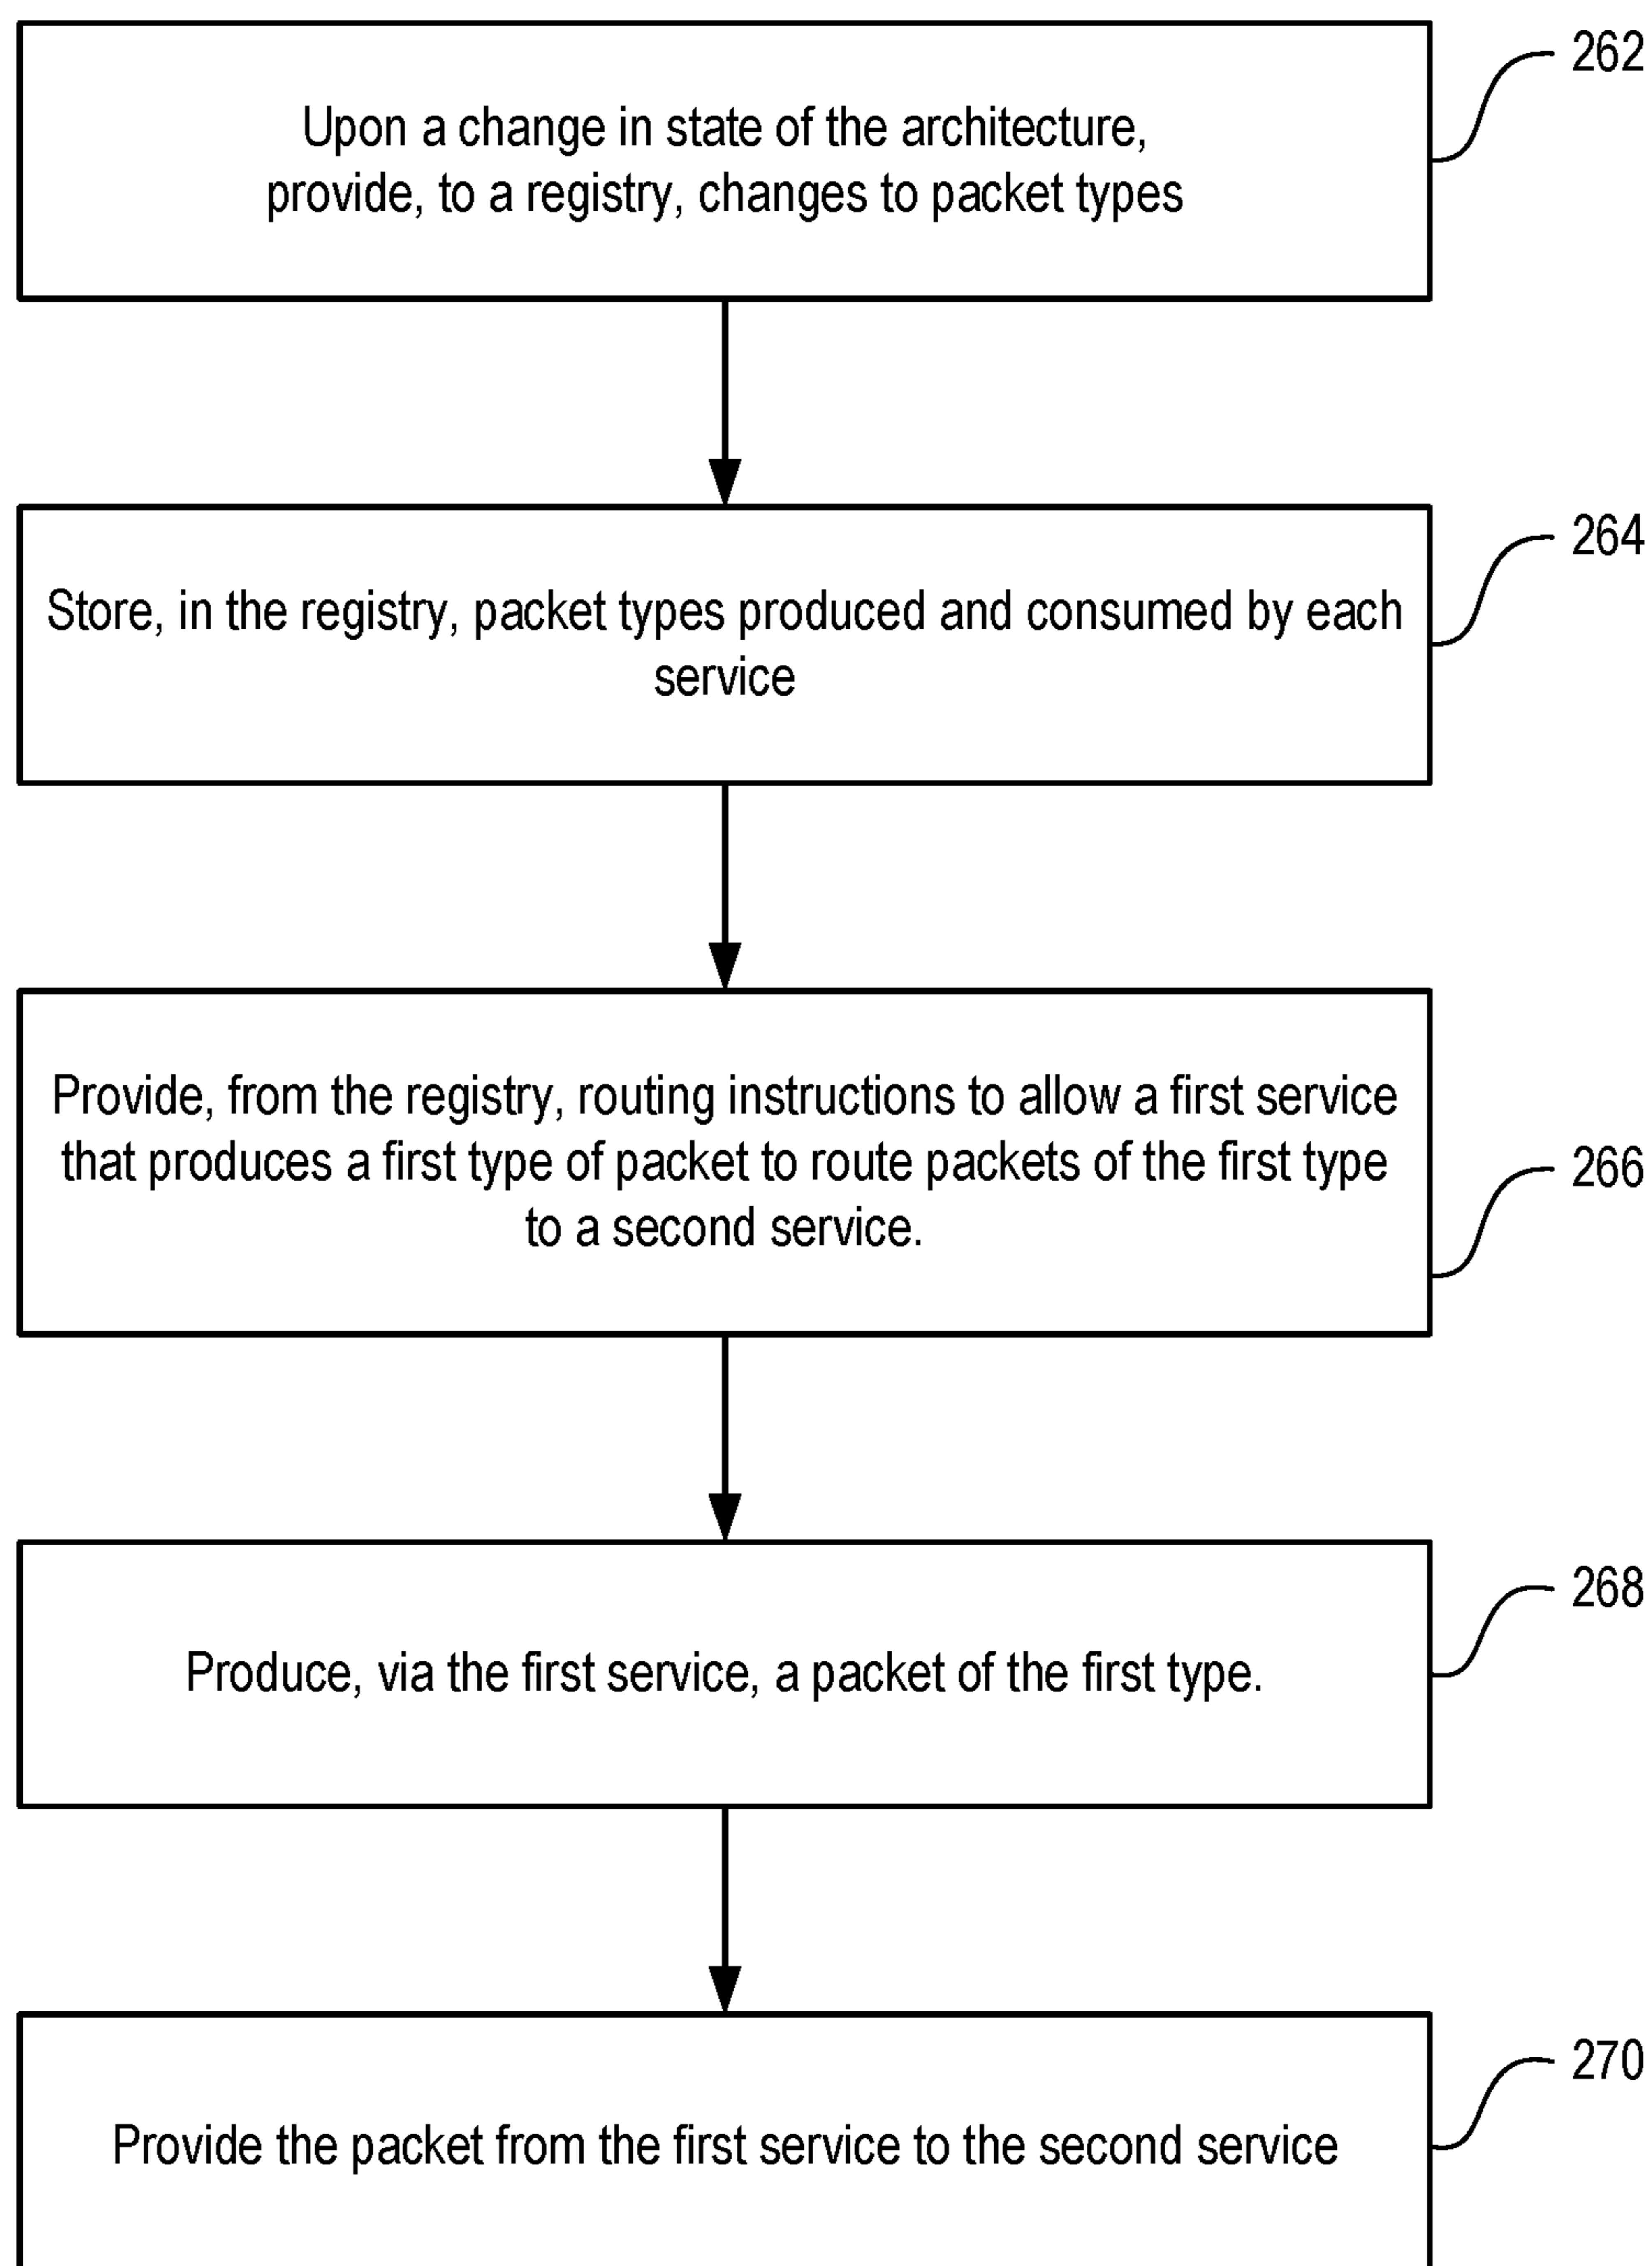 262
Upon a change in state of the architecture,
provide, to a registry, changes to packet types
264
Store, in the registry, packet types produced and consumed by each
service
Provide, from the registry, routing instructions to allow a first service
that produces a first type of packet to route packets of the first type
266
to a second service.
268
Produce, via the first service, a packet of the first type.
270
Provide the packet from the first service to the second service